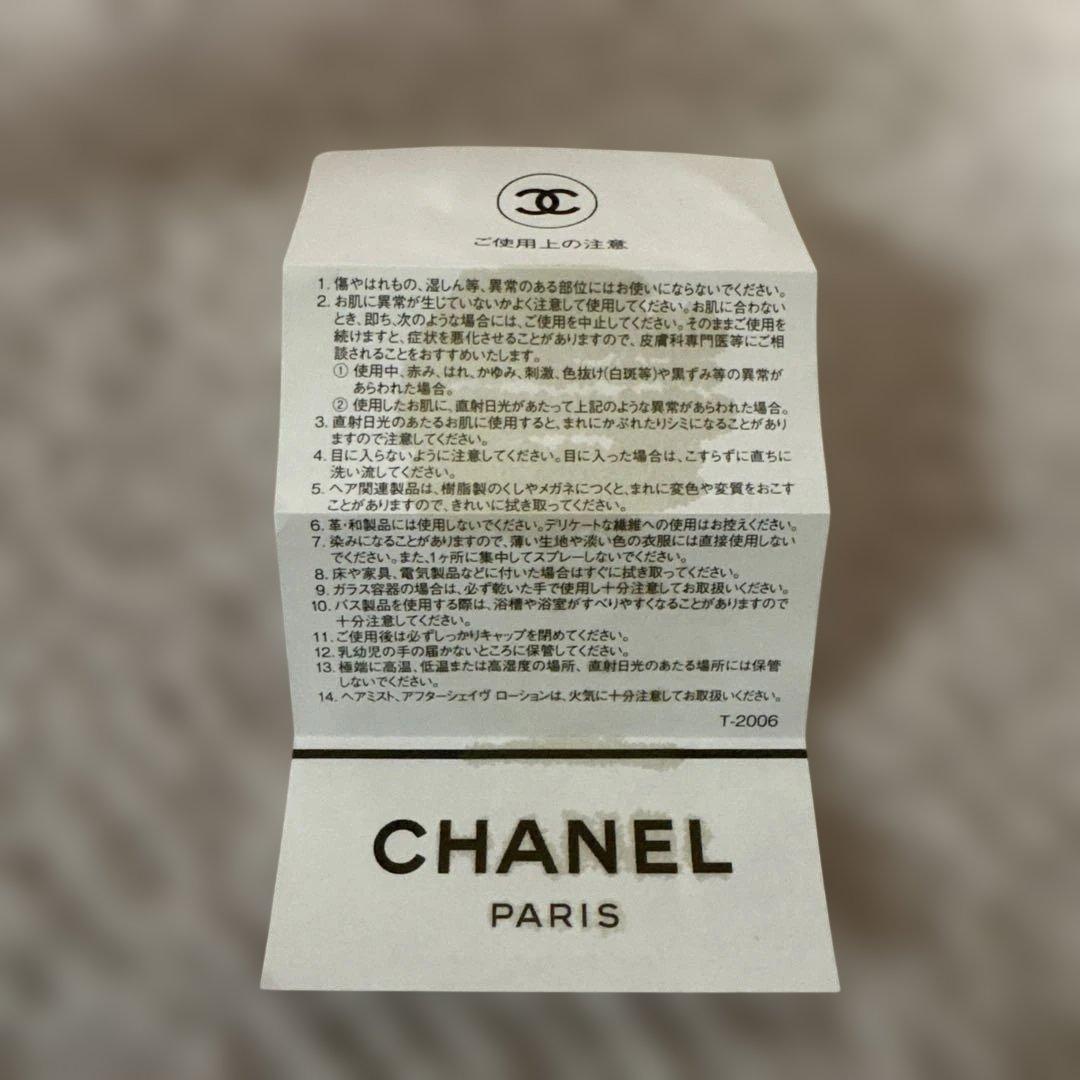 ご使用上の注意
1. 傷やはれもの、湿しん等、異常のある部位にはお使いにならないでください。
2. お肌に異常が生じていないかよく注意して使用してください。お肌に合わない
とき、即ち、次のような場合には、ご使用を中止してください。そのままご使用を
続けますと、症状を悪化させることがありますので、皮膚科専門医等にご相
談されることをおすすめいたします。
① 使用中、赤み、はれ、かゆみ、刺激、色抜け(白斑等)や黒ずみ等の異常が
あらわれた場合。
② 使用したお肌に、直射日光があたって上記のような異常があらわれた場合。
3. 直射日光のあたるお肌に使用すると、まれにかぶれたりシミになることがあり
ますので注意してください。
4. 目に入らないように注意してください。目に入った場合は、こすらずに直ちに
洗い流してください。
5. ヘア関連製品は、樹脂製のくしやメガネにつくと、まれに変色や変質をおこす
ことがありますので、きれいに拭き取ってください。
6. 革・和製品には使用しないでください。デリケートな繊維への使用はお控えください。
7. 染みになることがありますので、薄い生地や淡い色の衣服には直接使用しない
でください。また、1ヶ所に集中してスプレーしないでください。
8. 床や家具、電気製品などに付いた場合はすぐに拭き取ってください。
9. ガラス容器の場合は、必ず乾いた手で使用し十分注意してお取扱いください。
10. バス製品を使用する際は、浴槽や浴室がすべりやすくなることがありますので
十分注意してください。
11. ご使用後は必ずしっかりキャップを閉めてください。
12. 乳幼児の手の届かないところに保管してください。
13. 極端に高温、低温または高湿度の場所、直射日光のあたる場所には保管
しないでください。
14. ヘアミスト、アフターシェイヴ ローションは、火気に十分注意してお取扱いください。
T-2006
CHANEL
PARIS